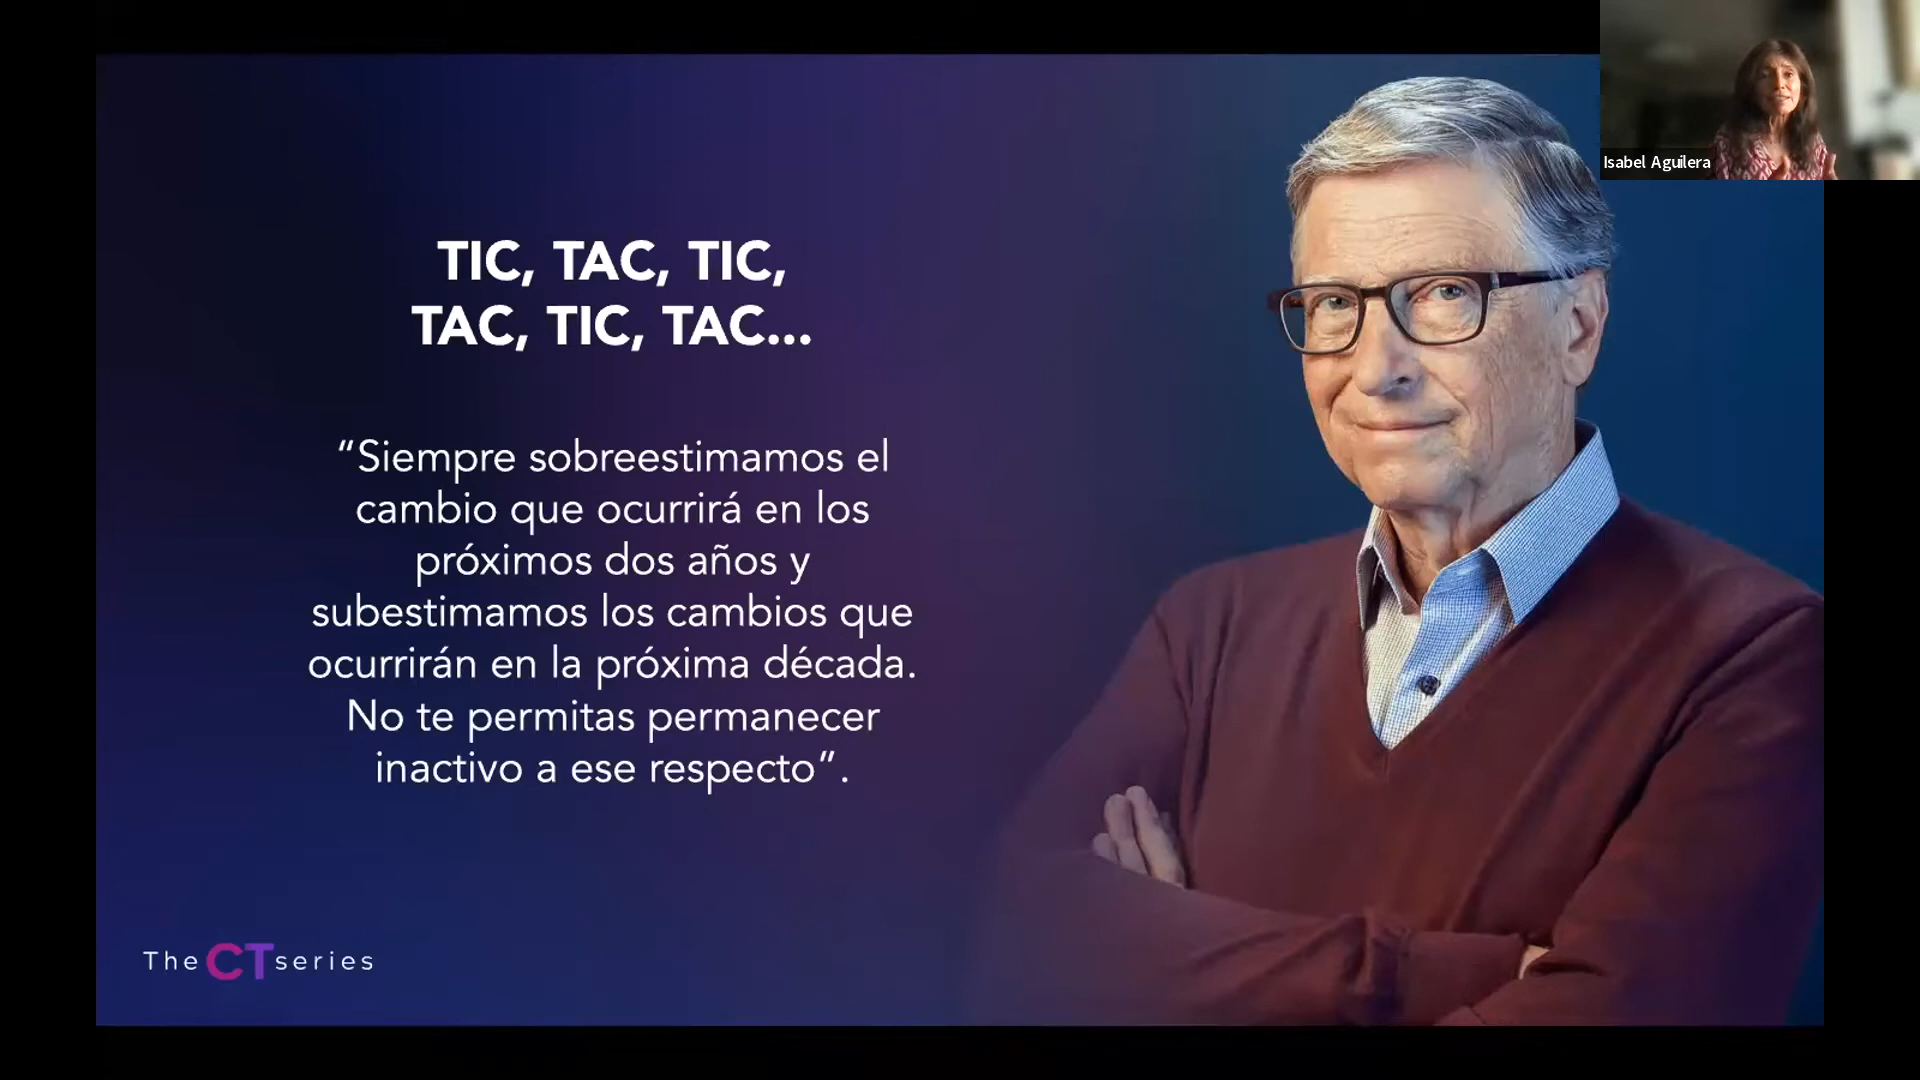 Isabel Aguilera
TIC, TAC, TIC,
TAC, TIC, TAC...
“Siempre sobreestimamos el
cambio que ocurrirá en los
próximos dos años y
subestimamos los cambios que
ocurrirán en la próxima década.
No te permitas permanecer
inactivo a ese respecto”.
The CT series